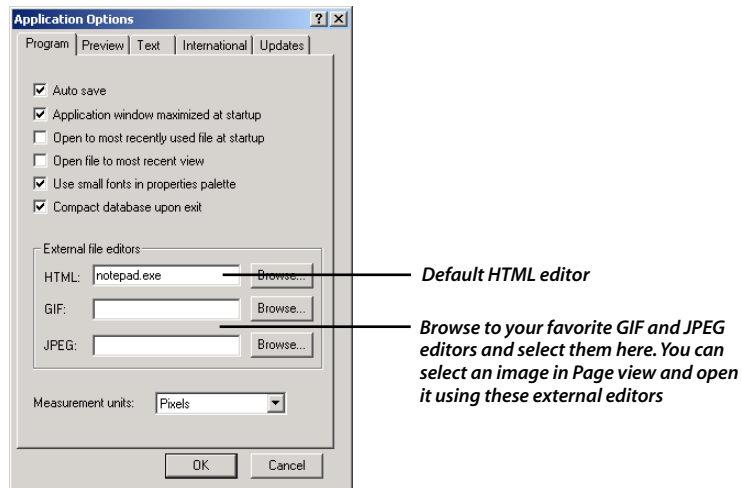 Application Options
Program Preview Text International Updates
Auto save
Application window maximized at startup
Open to most recently used file at startup
Open file to most recent view
Use small fonts in properties palette
Compact database upon exit
External file editors
HTML: notepad.exe Browse...
Default HTML editor
GIF: Browse...
JPEG: Browse...
Browse to your favorite GIF and JPEG
editors and select them here. You can
select an image in Page view and open
it using these external editors
Measurement units: Pixels
OK Cancel